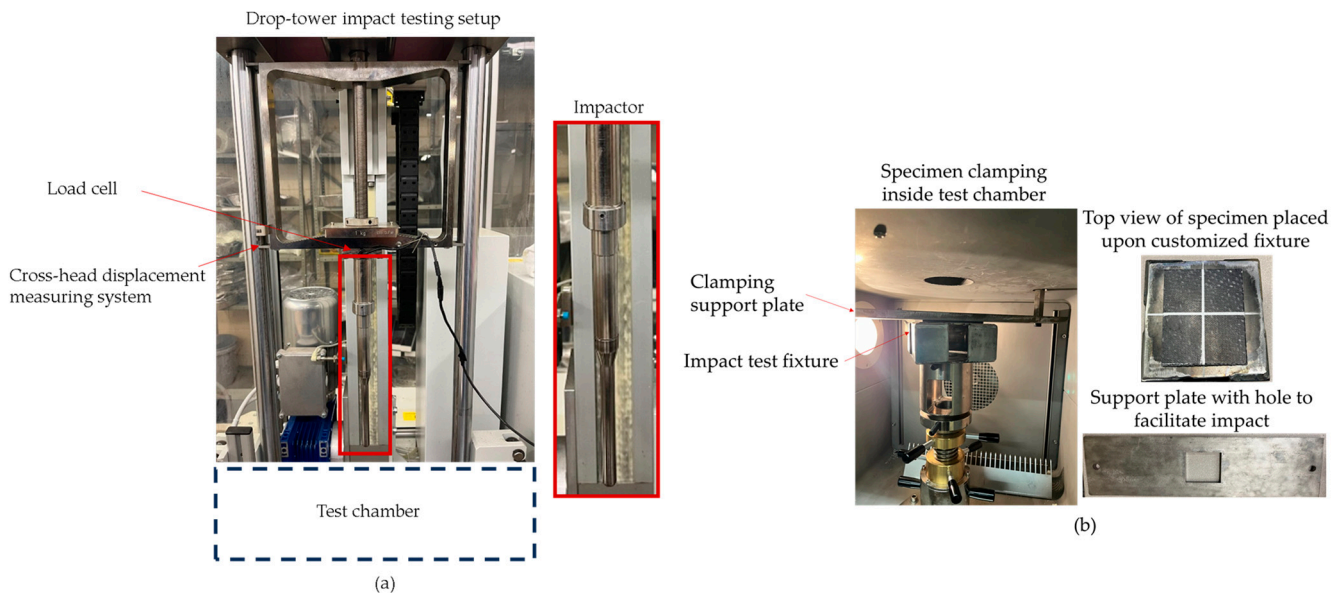 Drop-tower impact testing setup
Impactor
Load cell
Cross-head displacement
measuring system
Test chamber
(a)
Specimen clamping
inside test chamber
Top view of specimen placed
upon customized fixture
Clamping
support plate
Impact test fixture
Support plate with hole to
facilitate impact
(b)